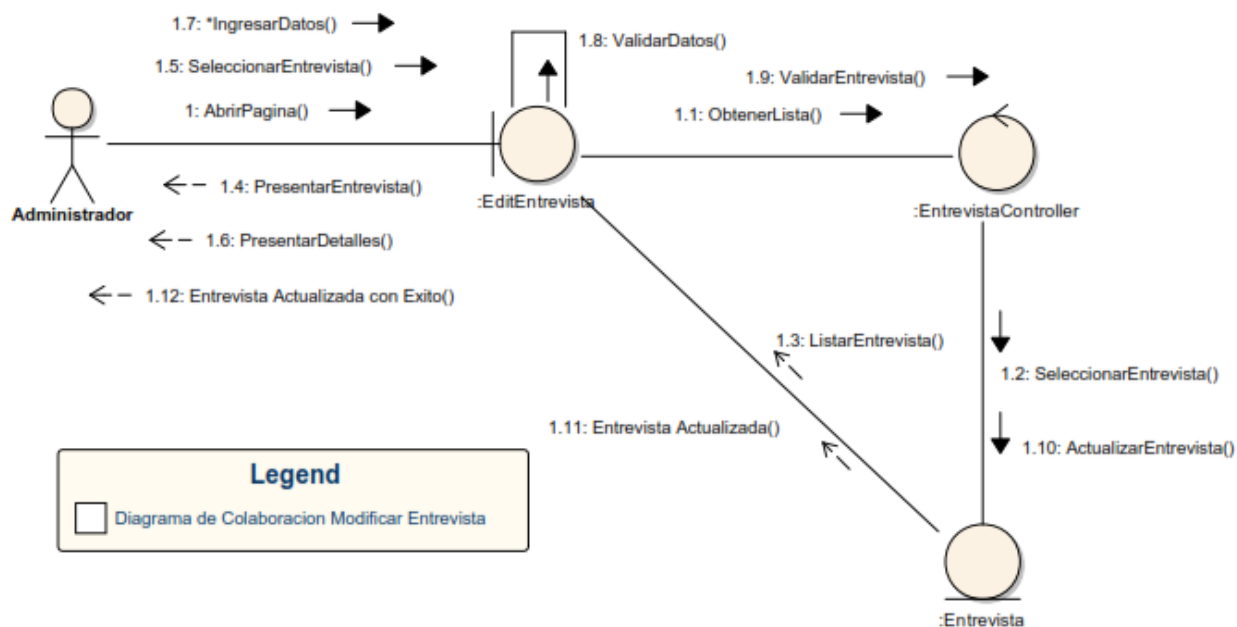 1.7: *IngresarDatos()
1.8: ValidarDatos()
1.5: SeleccionarEntrevista()
1.9: ValidarEntrevista()
1: AbrirPagina()
1.1: ObtenerLista()
1.4: PresentarEntrevista()
:EditEntrevista
:EntrevistaController
Administrador
1.6: PresentarDetalles()
1.12: Entrevista Actualizada con Exito()
1.3: ListarEntrevista()
1.2: SeleccionarEntrevista()
1.11: Entrevista Actualizada()
1.10: ActualizarEntrevista()
Legend
Diagrama de Colaboracion Modificar Entrevista
:Entrevista